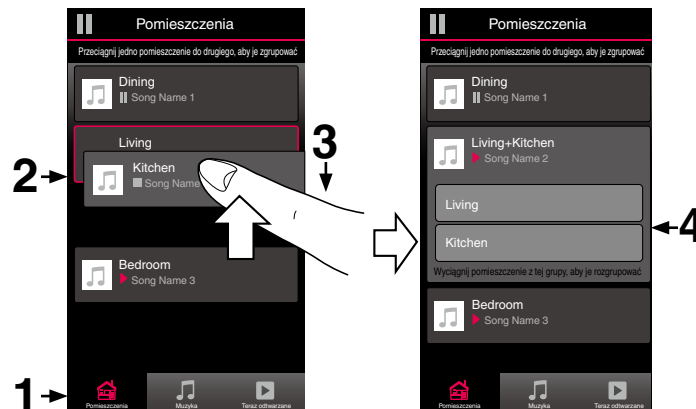 Pomieszczenia
Przeciągnij jedno pomieszczenie do drugiego, aby je zgrupować
Dining
Song Name 1
Living
Kitchen
Song Name
Bedroom
Song Name 3
Pomieszczenia
Muzyka
Teraz odtwarzane
1
2
3
Pomieszczenia
Przeciągnij jedno pomieszczenie do drugiego, aby je zgrupować
Dining
Song Name 1
Living+Kitchen
Song Name 2
Living
Kitchen
Wyciągnij pomieszczenie z tej grupy, aby je rozgrupować
Bedroom
Song Name 3
Pomieszczenia
Muzyka
Teraz odtwarzane
4